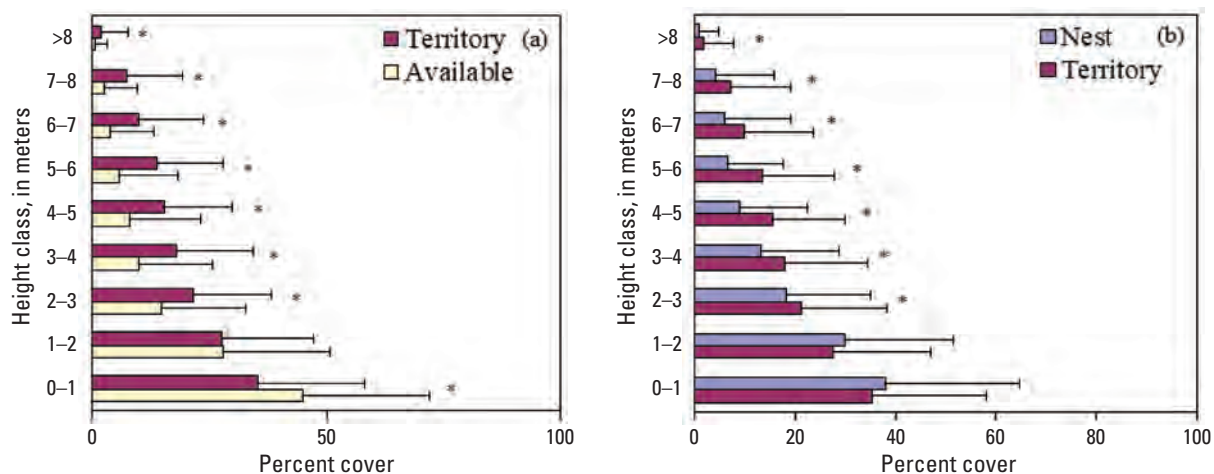 Territory (a)
Available
>8 *
7–8 *
6–7 *
5–6 *
4–5 *
3–4 *
2–3 *
1–2
0–1 *
Height class, in meters
0 50 100
Percent cover
Nest (b)
Territory
>8 *
7–8 *
6–7 *
5–6 *
4–5 *
3–4 *
2–3 *
1–2
0–1
Height class, in meters
0 20 40 60 80 100
Percent cover